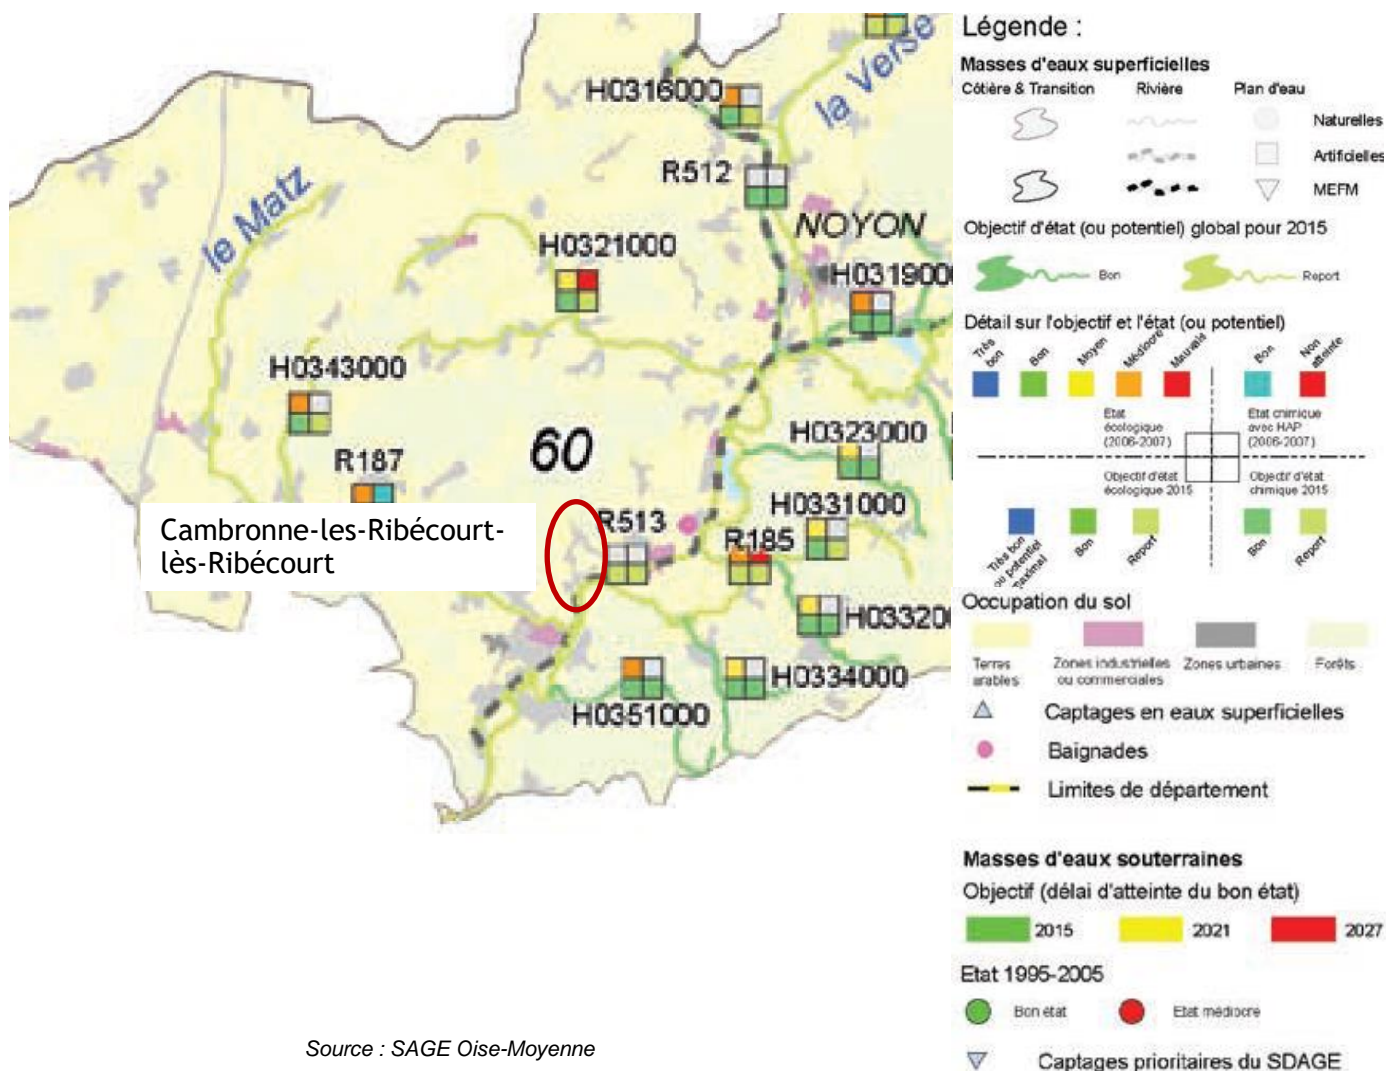 la Verse
H0316000
R512
le Matz
NOYON
H0321000
H0319000
H0343000
60
H0323000
R187
H0331000
Cambronne-les-Ribécourt-
lès-Ribécourt
R513
R185
H0332000
H0334000
H0351000
Source : SAGE Oise-Moyenne
Légende :
Masses d'eaux superficielles
Côtière & Transition Rivière Plan d'eau
Naturelles
Artificielles
MEFM
Objectif d'état (ou potentiel) global pour 2015
Bon Report
Détail sur l'objectif et l'état (ou potentiel)
Très bon Bon Moyen Médiocre Mauvais Bon Non atteinte
Etat écologique (2006-2007)
Etat chimique avec HAP (2006-2007)
Objectif d'état écologique 2015
Objectif d'état chimique 2015
Très bon ou potentiel maximal Bon Report Bon Report
Occupation du sol
Terres arables
Zones industrielles ou commerciales
Zones urbaines
Forêts
Captages en eaux superficielles
Baignades
Limites de département
Masses d'eaux souterraines
Objectif (délai d'atteinte du bon état)
2015 2021 2027
Etat 1995-2005
Bon état Etat médiocre
Captages prioritaires du SDAGE